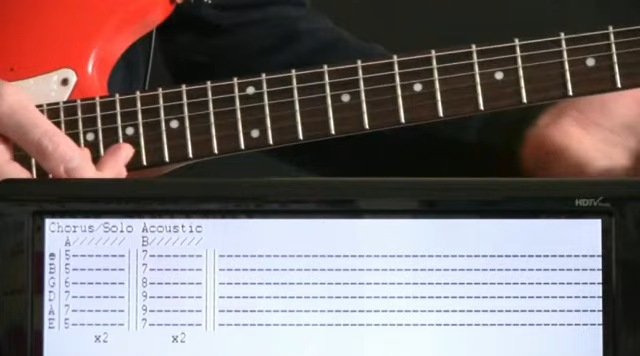 HDTV
Chorus/Solo Acoustic
A//////// B////////
e|5-------||7-------||--------------------------------------------------
B|5-------||7-------||--------------------------------------------------
G|6-------||8-------||--------------------------------------------------
D|7-------||9-------||--------------------------------------------------
A|7-------||9-------||--------------------------------------------------
E|5-------||7-------||--------------------------------------------------
x2 x2